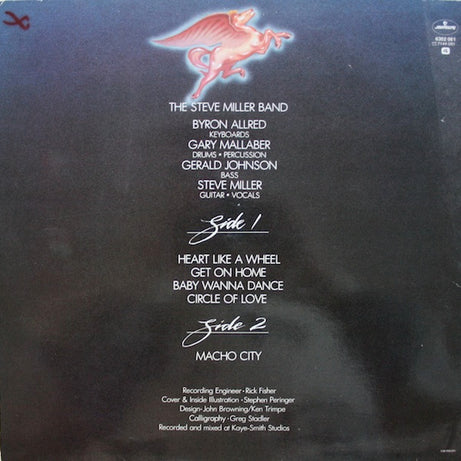 mercury
6302 061
THE STEVE MILLER BAND
BYRON ALLRED
KEYBOARDS
GARY MALLABER
DRUMS • PERCUSSION
GERALD JOHNSON
BASS
STEVE MILLER
GUITAR • VOCALS
Side 1
HEART LIKE A WHEEL
GET ON HOME
BABY WANNA DANCE
CIRCLE OF LOVE
Side 2
MACHO CITY
Recording Engineer • Rick Fisher
Cover & Inside Illustration • Stephen Peringer
Design • John Browning/Ken Trimpe
Calligraphy • Greg Stadler
Recorded and mixed at Kaye-Smith Studios